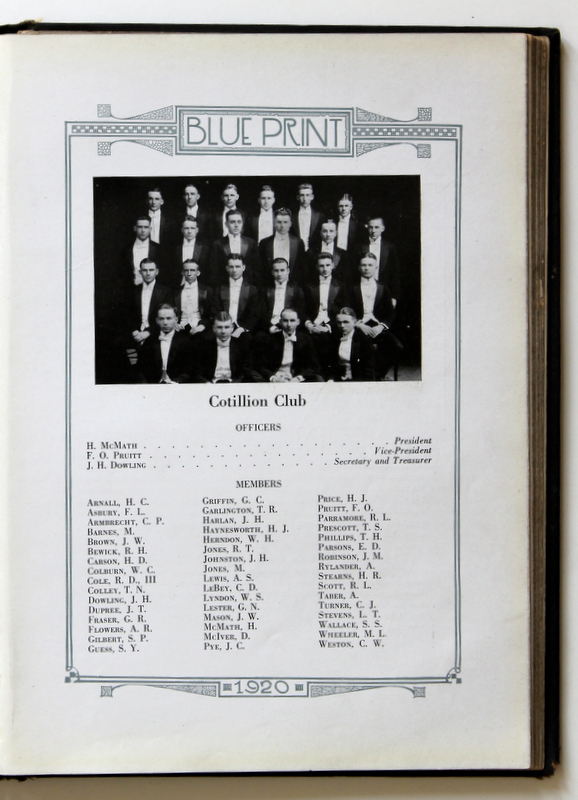 BLUE PRINT
Cotillion Club
OFFICERS
H. McMath . . . . . . . . . . . . . . . . . . . President
F. O. Pruitt . . . . . . . . . . . . . . . . . Vice-President
J. H. Dowling . . . . . . . . . . . . . Secretary and Treasurer
MEMBERS
Arnall, H. C.
Asbury, F. L.
Armbrecht, C. P.
Barnes, M.
Brown, J. W.
Bewick, R. H.
Carson, H. D.
Colburn, W. C.
Cole, R. D., III
Colley, T. N.
Dowling, J. H.
Dupree, J. T.
Fraser, G. R.
Flowers, A. R.
Gilbert, S. P.
Guess, S. Y.
Griffin, G. C.
Garlington, T. R.
Harlan, J. H.
Haynesworth, H. J.
Herndon, W. H.
Jones, R. T.
Johnston, J. H.
Jones, M.
Lewis, A. S.
LeBey, C. D.
Lyndon, W. S.
Lester, G. N.
Mason, J. W.
McMath, H.
McIver, D.
Pye, J. C.
Price, H. J.
Pruitt, F. O.
Parramore, R. L.
Prescott, T. S.
Phillips, T. H.
Parsons, E. D.
Robinson, J. M.
Rylander, A.
Stearns, H. R.
Scott, R. L.
Taber, A.
Turner, C. J.
Stevens, L. T.
Wallace, S. S.
Wheeler, M. L.
Weston, C. W.
1920